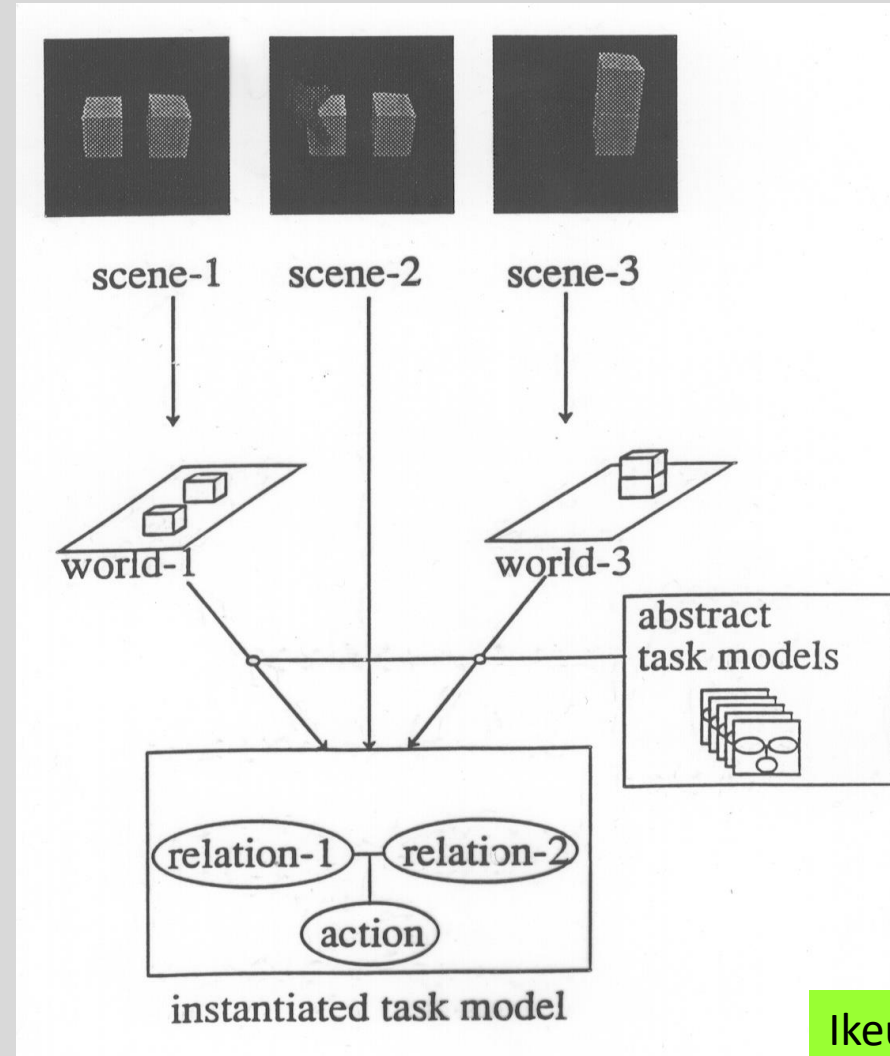 scene-1
scene-2
scene-3
world-1
world-3
abstract
task models
relation-1
relation-2
action
instantiated task model